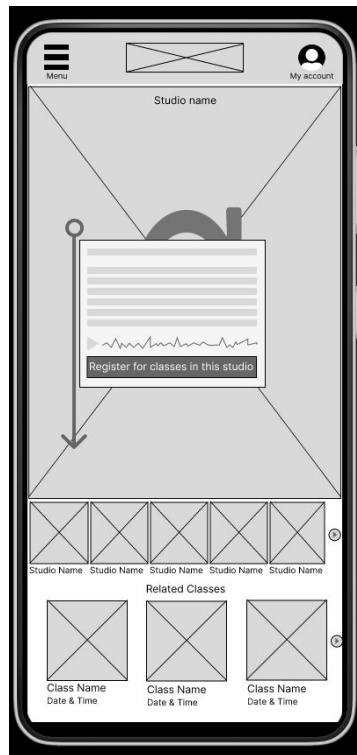 Menu
My account
Studio name
Register for classes in this studio
Studio Name Studio Name Studio Name Studio Name Studio Name
Related Classes
Class Name Class Name Class Name
Date & Time Date & Time Date & Time